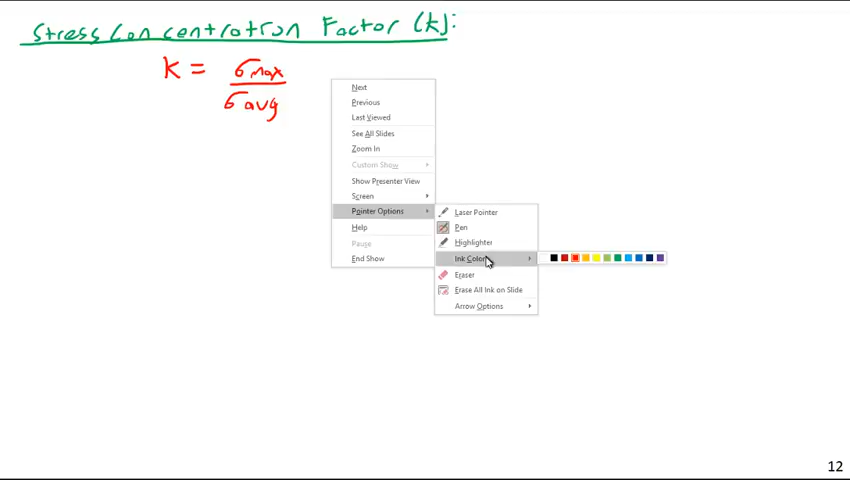 Stress Concentration Factor (k):
K = σmax
σavg
Next
Previous
Last Viewed
See All Slides
Zoom In
Custom Show
Show Presenter View
Screen
Pointer Options
Help
Pause
End Show
Laser Pointer
Pen
Highlighter
Ink Color
Eraser
Erase All Ink on Slide
Arrow Options
12